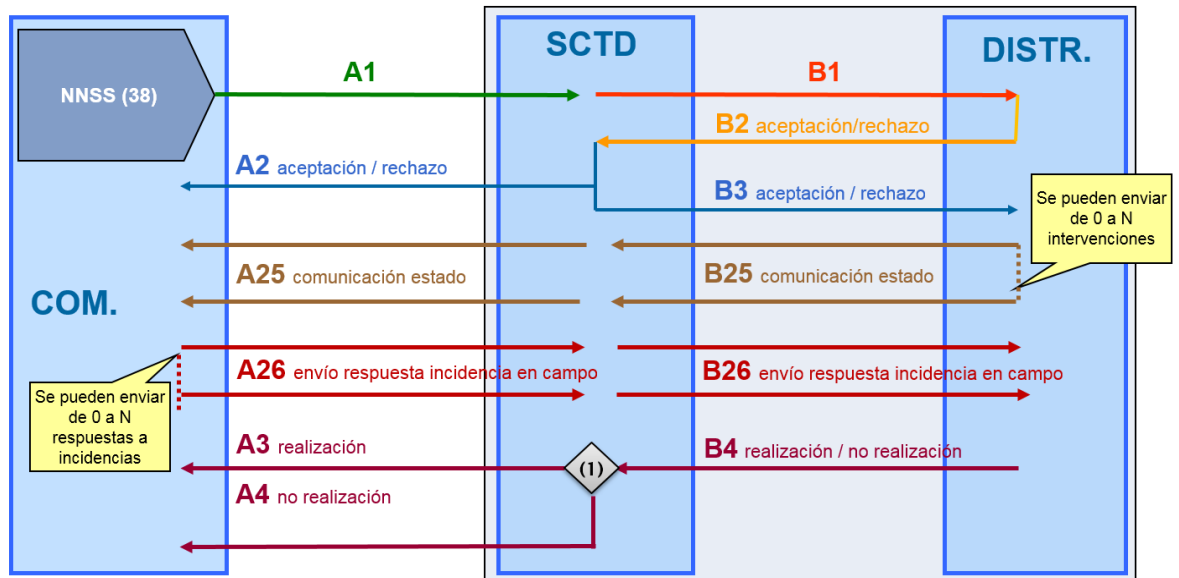 SCTD
DISTR.
NNSS (38)
A1
B1
B2 aceptación/rechazo
A2 aceptación / rechazo
B3 aceptación / rechazo
Se pueden enviar
de 0 a N
intervenciones
A25 comunicación estado
B25 comunicación estado
COM.
A26 envío respuesta incidencia en campo
B26 envío respuesta incidencia en campo
Se pueden enviar
de 0 a N
respuestas a
incidencias
A3 realización
B4 realización / no realización
(1)
A4 no realización